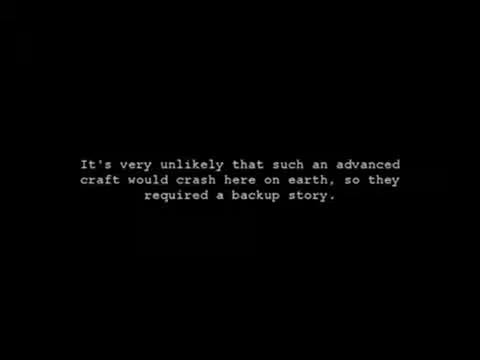 It's very unlikely that such an advanced
craft would crash here on earth, so they
required a backup story.